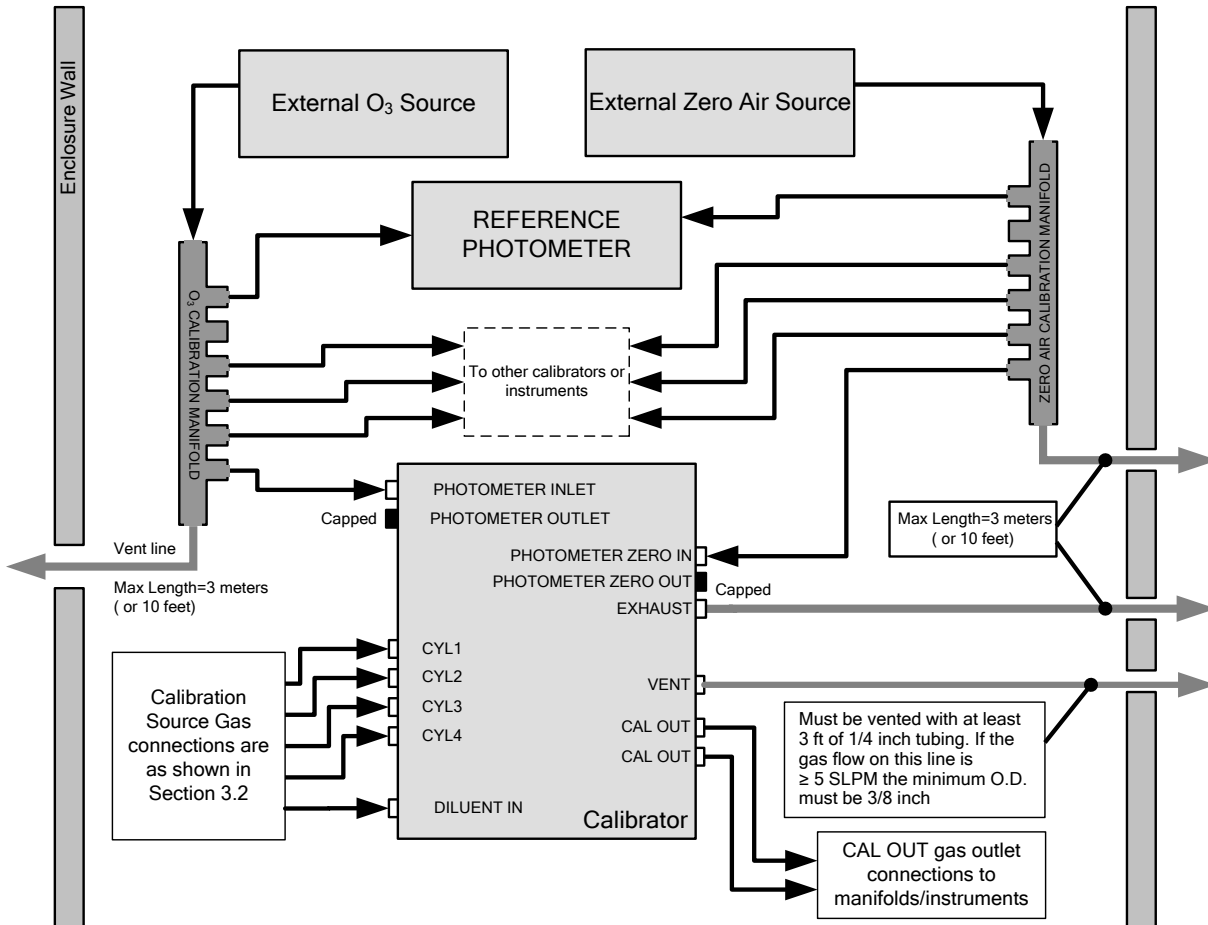 Enclosure Wall
External O₃ Source
External Zero Air Source
REFERENCE
PHOTOMETER
O₃ CALIBRATION MANIFOLD
ZERO AIR CALIBRATION MANIFOLD
To other calibrators or
instruments
PHOTOMETER INLET
Capped
PHOTOMETER OUTLET
PHOTOMETER ZERO IN
PHOTOMETER ZERO OUT
Capped
EXHAUST
Max Length=3 meters
( or 10 feet)
Vent line
Max Length=3 meters
( or 10 feet)
CYL1
CYL2
CYL3
CYL4
DILUENT IN
VENT
CAL OUT
CAL OUT
Calibrator
Calibration
Source Gas
connections are
as shown in
Section 3.2
Must be vented with at least
3 ft of 1/4 inch tubing. If the
gas flow on this line is
≥ 5 SLPM the minimum O.D.
must be 3/8 inch
CAL OUT gas outlet
connections to
manifolds/instruments